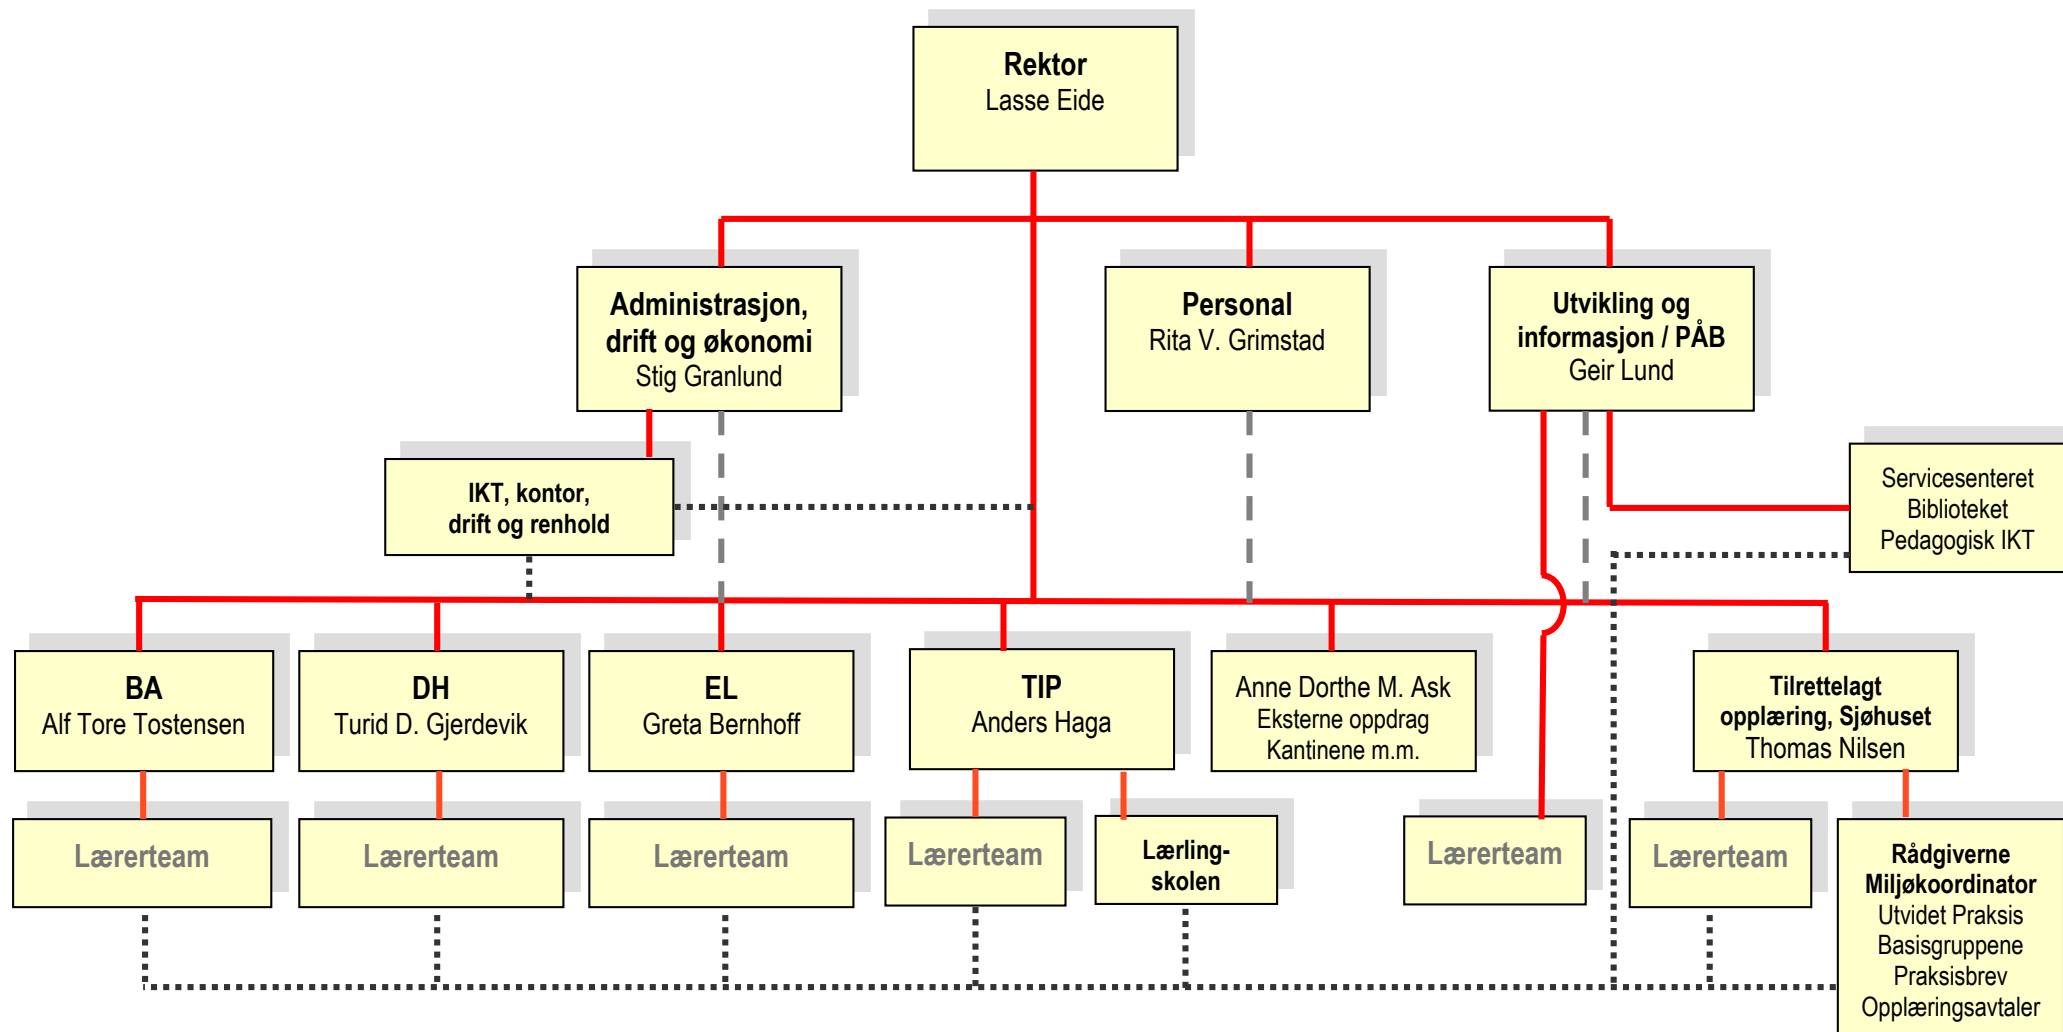 Rektor
Lasse Eide
Administrasjon,
drift og økonomi
Stig Granlund
Personal
Rita V. Grimstad
Utvikling og
informasjon / PÅB
Geir Lund
IKT, kontor,
drift og renhold
Servicesenteret
Biblioteket
Pedagogisk IKT
BA
Alf Tore Tostensen
DH
Turid D. Gjerdevik
EL
Greta Bernhoff
TIP
Anders Haga
Anne Dorthe M. Ask
Eksterne oppdrag
Kantinene m.m.
Tilrettelagt
opplæring, Sjøhuset
Thomas Nilsen
Lærerteam
Lærerteam
Lærerteam
Lærerteam
Lærling-
skolen
Lærerteam
Lærerteam
Rådgiverne
Miljøkoordinator
Utvidet Praksis
Basisgruppene
Praksisbrev
Opplæringsavtaler